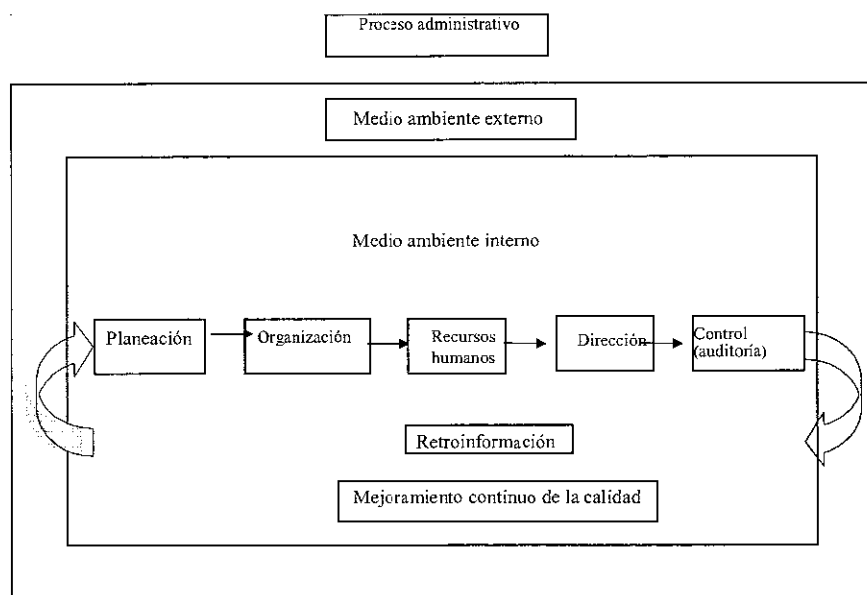 Proceso administrativo
Medio ambiente externo
Medio ambiente interno
Planeación
Organización
Recursos
humanos
Dirección
Control
(auditoría)
Retroinformación
Mejoramiento contínuo de la calidad